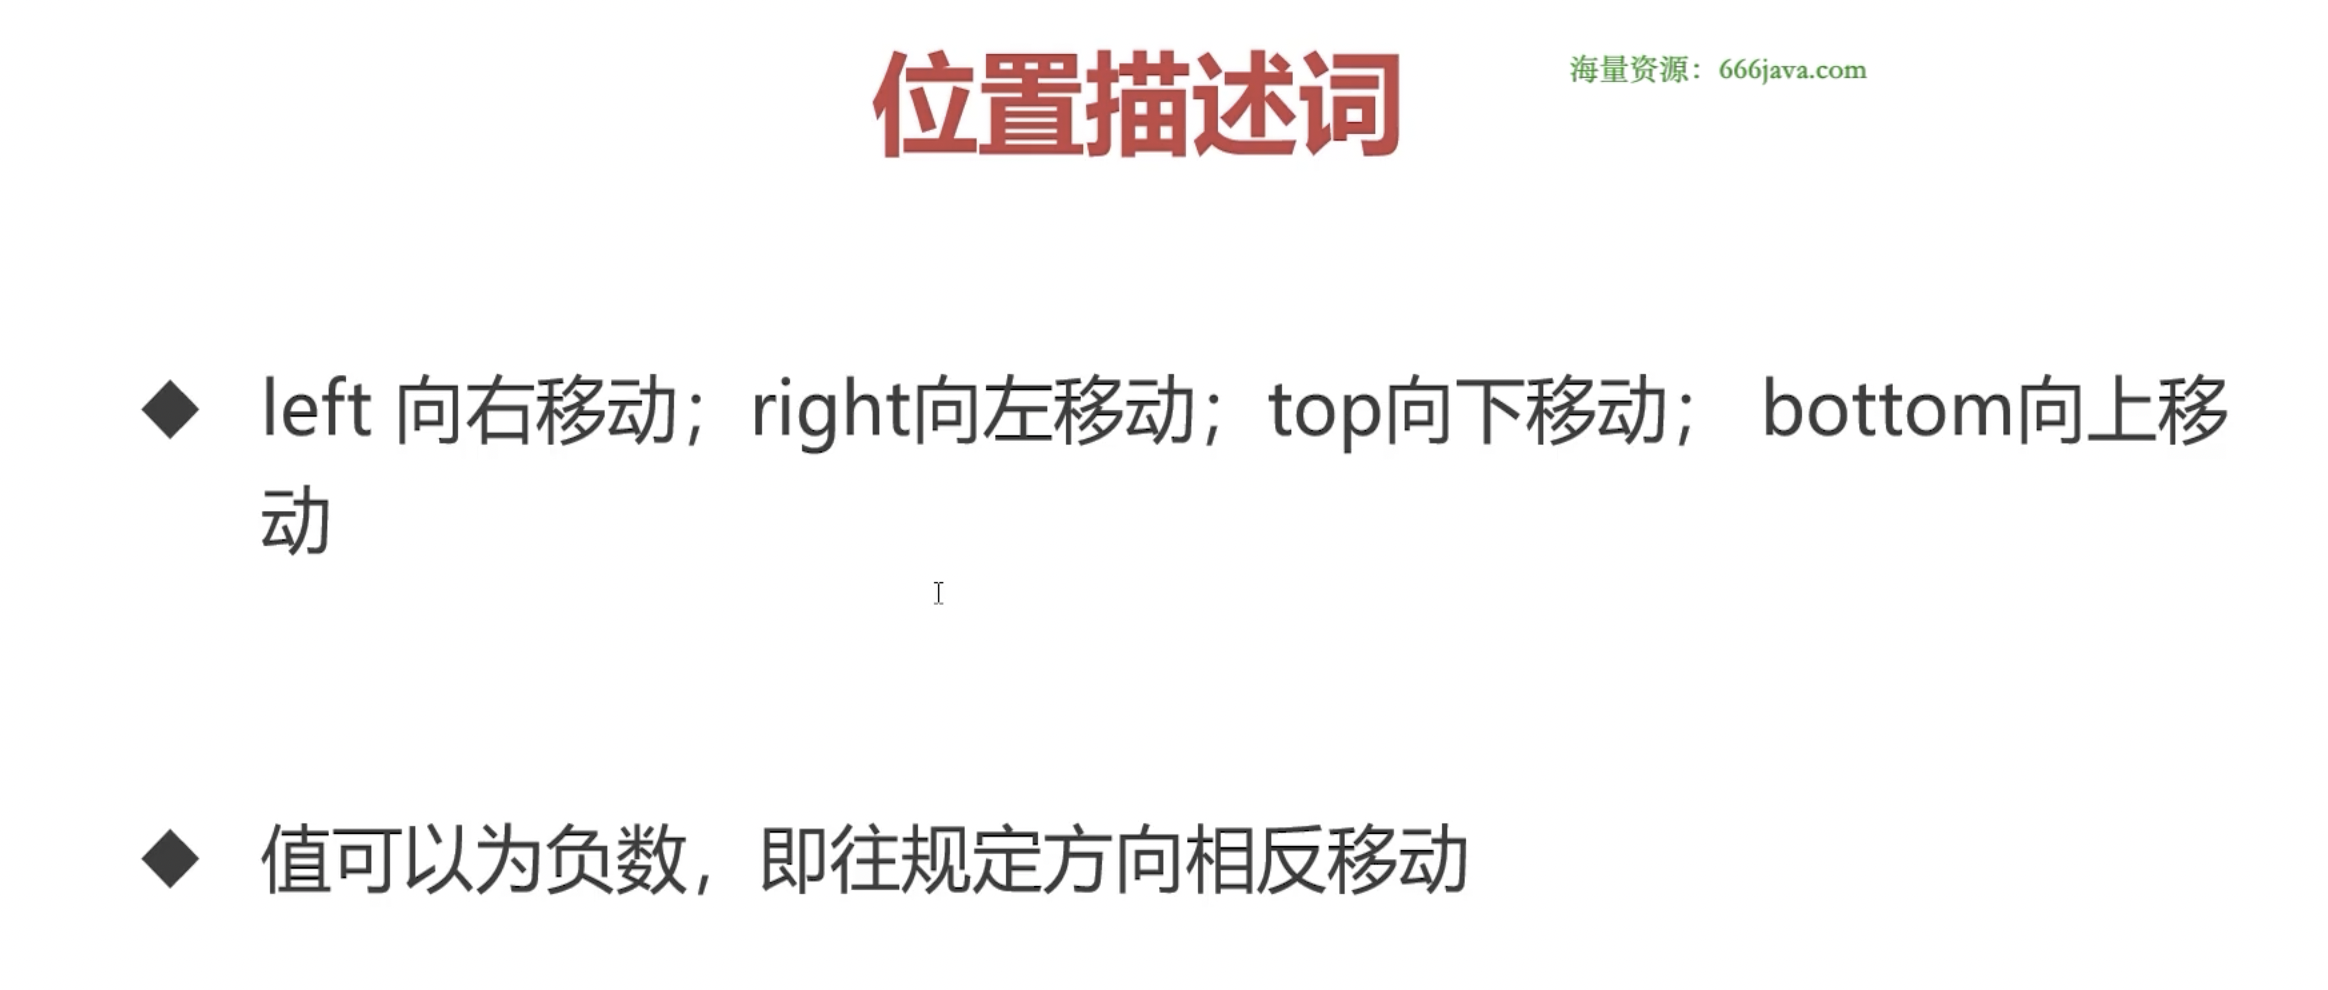 位置描述词
海量资源：666java.com
◆ left 向右移动；right向左移动；top向下移动； bottom向上移
动
◆ 值可以为负数，即往规定方向相反移动